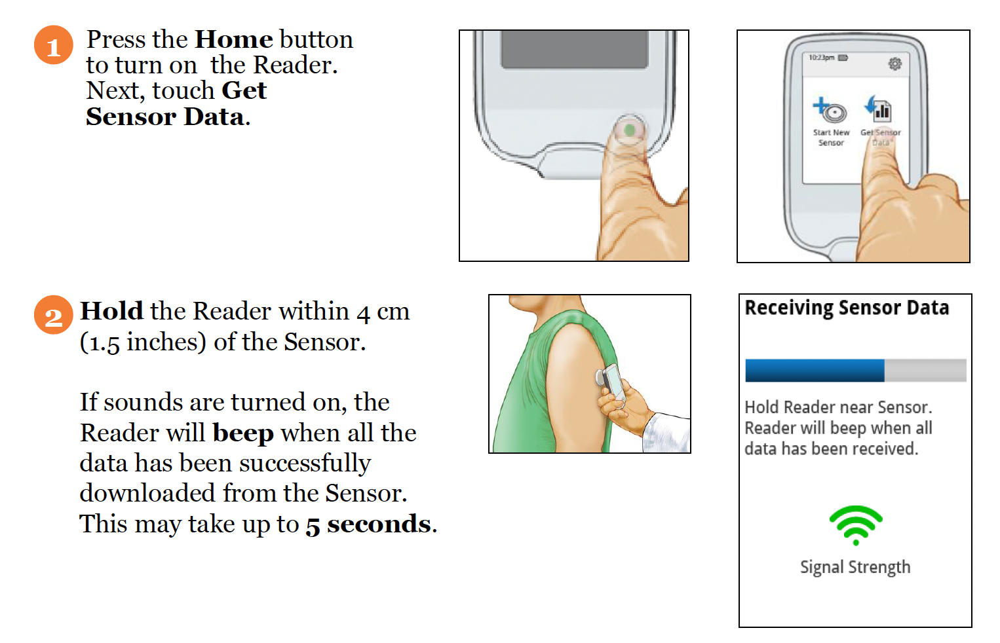 1
Press the Home button
to turn on the Reader.
Next, touch Get
Sensor Data.
10:23pm
Start New
Sensor
Get Sensor
Data
2
Hold the Reader within 4 cm
(1.5 inches) of the Sensor.
If sounds are turned on, the
Reader will beep when all the
data has been successfully
downloaded from the Sensor.
This may take up to 5 seconds.
Receiving Sensor Data
Hold Reader near Sensor.
Reader will beep when all
data has been received.
Signal Strength